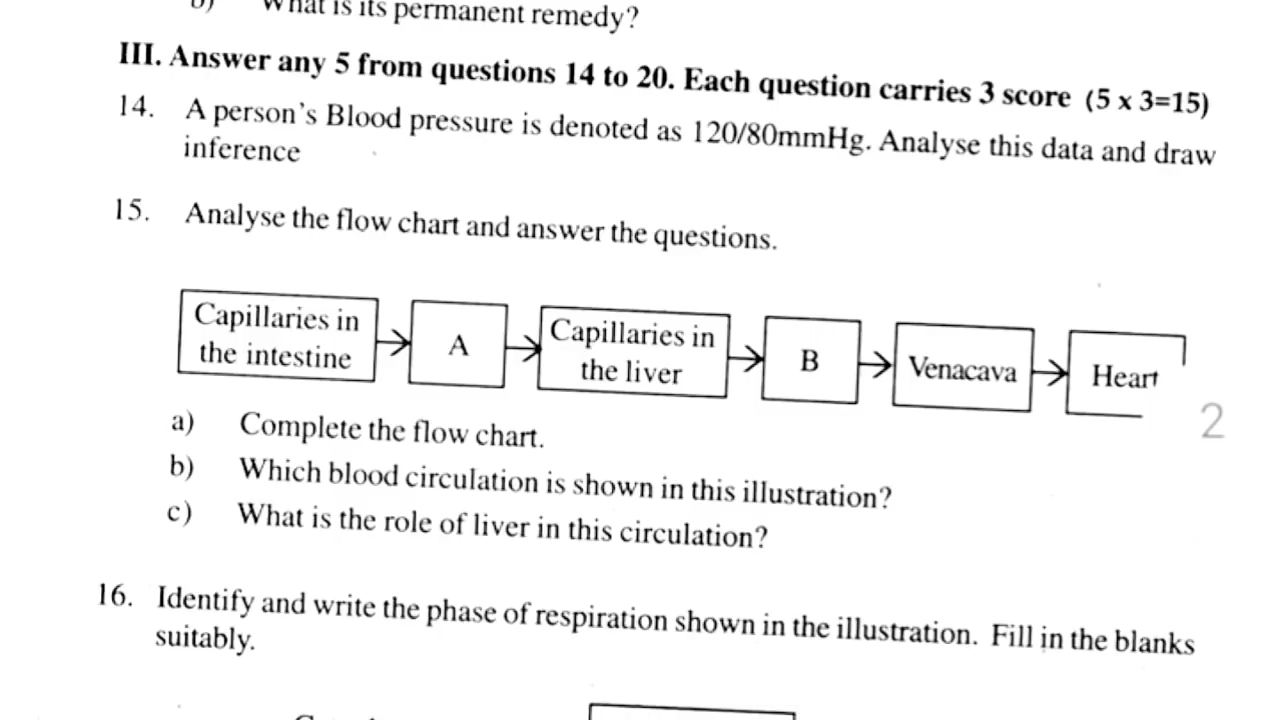 b) What is its permanent remedy?
III. Answer any 5 from questions 14 to 20. Each question carries 3 score (5 x 3=15)
14. A person's Blood pressure is denoted as 120/80mmHg. Analyse this data and draw
inference
15. Analyse the flow chart and answer the questions.
Capillaries in
the intestine
A
Capillaries in
the liver
B
Venacava
Heart
2
a) Complete the flow chart.
b) Which blood circulation is shown in this illustration?
c) What is the role of liver in this circulation?
16. Identify and write the phase of respiration shown in the illustration. Fill in the blanks
suitably.